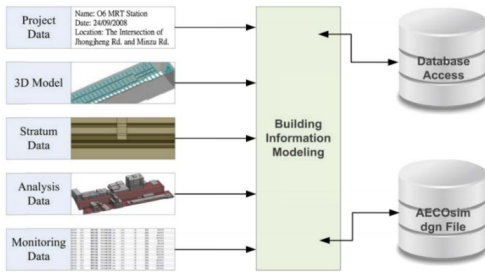 Project
Data
Name: O6 MRT Station
Date: 24/09/2008
Location: The Intersection of
Jhongjheng Rd. and Minzu Rd.
3D Model
Stratum
Data
Analysis
Data
Monitoring
Data
Building
Information
Modeling
Database
Access
AECOsim
dgn File